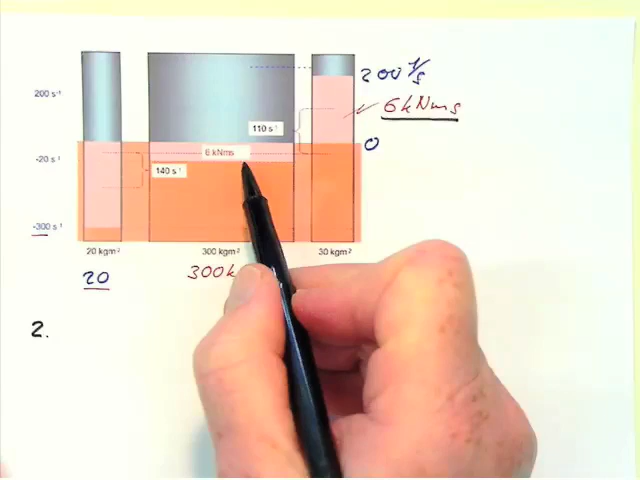 200 s⁻¹
-20 s⁻¹
-300 s⁻¹
140 s⁻¹
6 kNms
110 s⁻¹
200 1/s
6kNms
0
20 kgm²
300 kgm²
30 kgm²
20
300k
2.